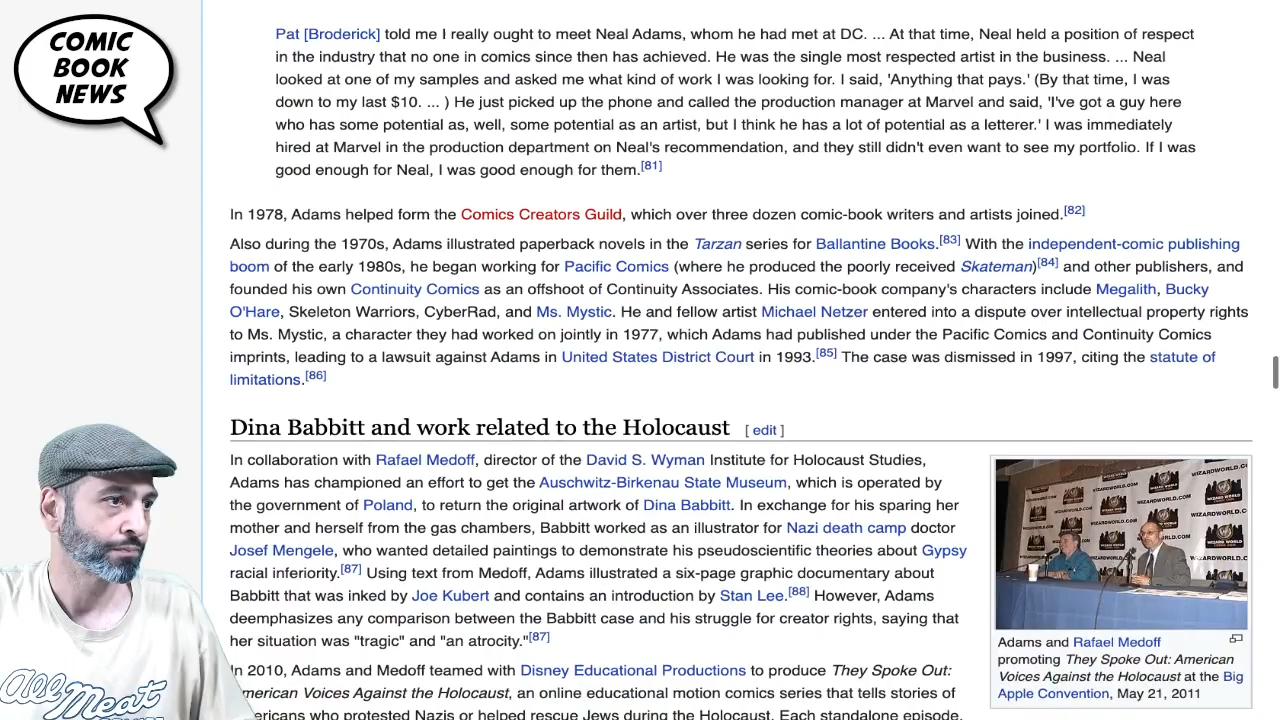 COMIC
BOOK
NEWS
Pat [Broderick] told me I really ought to meet Neal Adams, whom he had met at DC. ... At that time, Neal held a position of respect
in the industry that no one in comics since then has achieved. He was the single most respected artist in the business. ... Neal
looked at one of my samples and asked me what kind of work I was looking for. I said, 'Anything that pays.' (By that time, I was
down to my last $10. ... ) He just picked up the phone and called the production manager at Marvel and said, 'I've got a guy here
who has some potential as, well, some potential as an artist, but I think he has a lot of potential as a letterer.' I was immediately
hired at Marvel in the production department on Neal's recommendation, and they still didn't even want to see my portfolio. If I was
good enough for Neal, I was good enough for them.[81]
In 1978, Adams helped form the Comics Creators Guild, which over three dozen comic-book writers and artists joined.[82]
Also during the 1970s, Adams illustrated paperback novels in the Tarzan series for Ballantine Books.[83] With the independent-comic publishing
boom of the early 1980s, he began working for Pacific Comics (where he produced the poorly received Skateman)[84] and other publishers, and
founded his own Continuity Comics as an offshoot of Continuity Associates. His comic-book company's characters include Megalith, Bucky
O'Hare, Skeleton Warriors, CyberRad, and Ms. Mystic. He and fellow artist Michael Netzer entered into a dispute over intellectual property rights
to Ms. Mystic, a character they had worked on jointly in 1977, which Adams had published under the Pacific Comics and Continuity Comics
imprints, leading to a lawsuit against Adams in United States District Court in 1993.[85] The case was dismissed in 1997, citing the statute of
limitations.[86]
Dina Babbitt and work related to the Holocaust [ edit ]
In collaboration with Rafael Medoff, director of the David S. Wyman Institute for Holocaust Studies,
Adams has championed an effort to get the Auschwitz-Birkenau State Museum, which is operated by
the government of Poland, to return the original artwork of Dina Babbitt. In exchange for his sparing her
mother and herself from the gas chambers, Babbitt worked as an illustrator for Nazi death camp doctor
Josef Mengele, who wanted detailed paintings to demonstrate his pseudoscientific theories about Gypsy
racial inferiority.[87] Using text from Medoff, Adams illustrated a six-page graphic documentary about
Babbitt that was inked by Joe Kubert and contains an introduction by Stan Lee.[88] However, Adams
deemphasizes any comparison between the Babbitt case and his struggle for creator rights, saying that
her situation was "tragic" and "an atrocity."[87]
In 2010, Adams and Medoff teamed with Disney Educational Productions to produce They Spoke Out:
merican Voices Against the Holocaust, an online educational motion comics series that tells stories of
ericans who protested Nazis or helped rescue Jews during the Holocaust. Each standalone episode,
WIZARDWORLD.COM
Adams and Rafael Medoff
promoting They Spoke Out: American
Voices Against the Holocaust at the Big
Apple Convention, May 21, 2011
All Meat